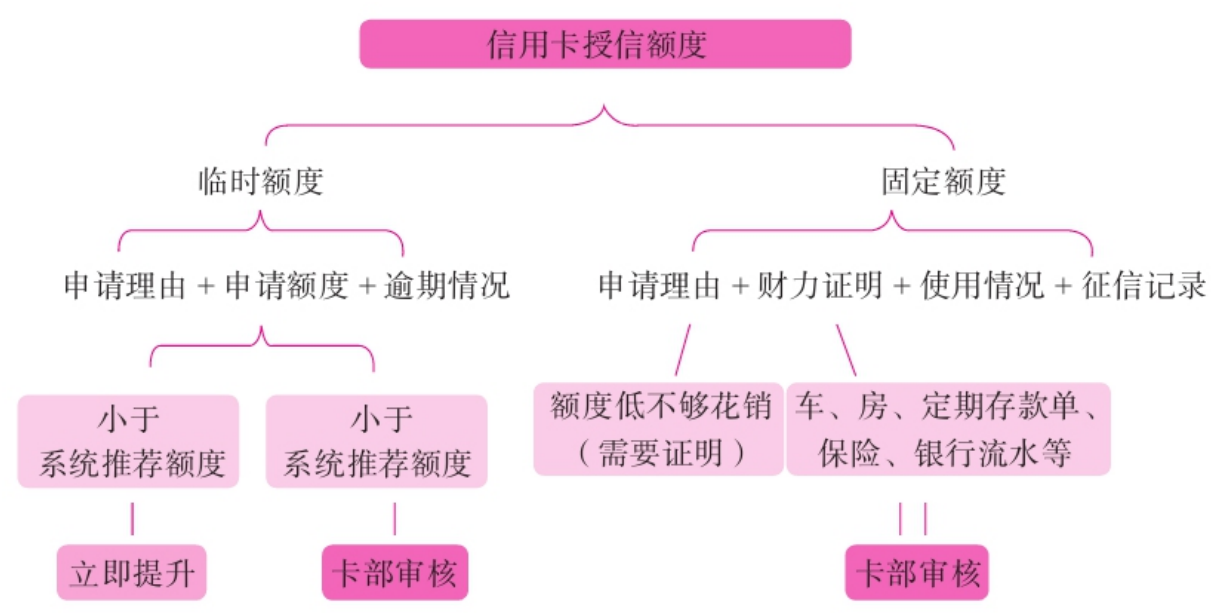 信用卡授信额度
临时额度
固定额度
申请理由 + 申请额度 + 逾期情况
申请理由 + 财力证明 + 使用情况 + 征信记录
小于
系统推荐额度
小于
系统推荐额度
额度低不够花销
（需要证明）
车、房、定期存款单、
保险、银行流水等
立即提升
卡部审核
卡部审核